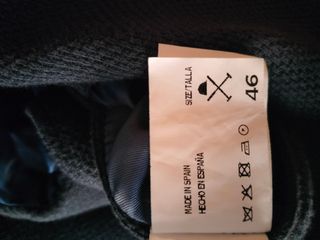 SIZE/TALLA
46
MADE IN SPAIN
HECHO EN ESPAÑA